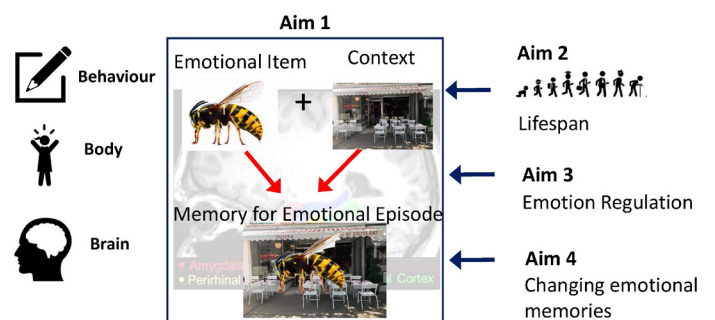 Aim 1
Emotional Item
Context
+
Behaviour
Body
Brain
Memory for Emotional Episode
• Amygdala
• Perirhinal
l Cortex
Aim 2
Lifespan
Aim 3
Emotion Regulation
Aim 4
Changing emotional
memories